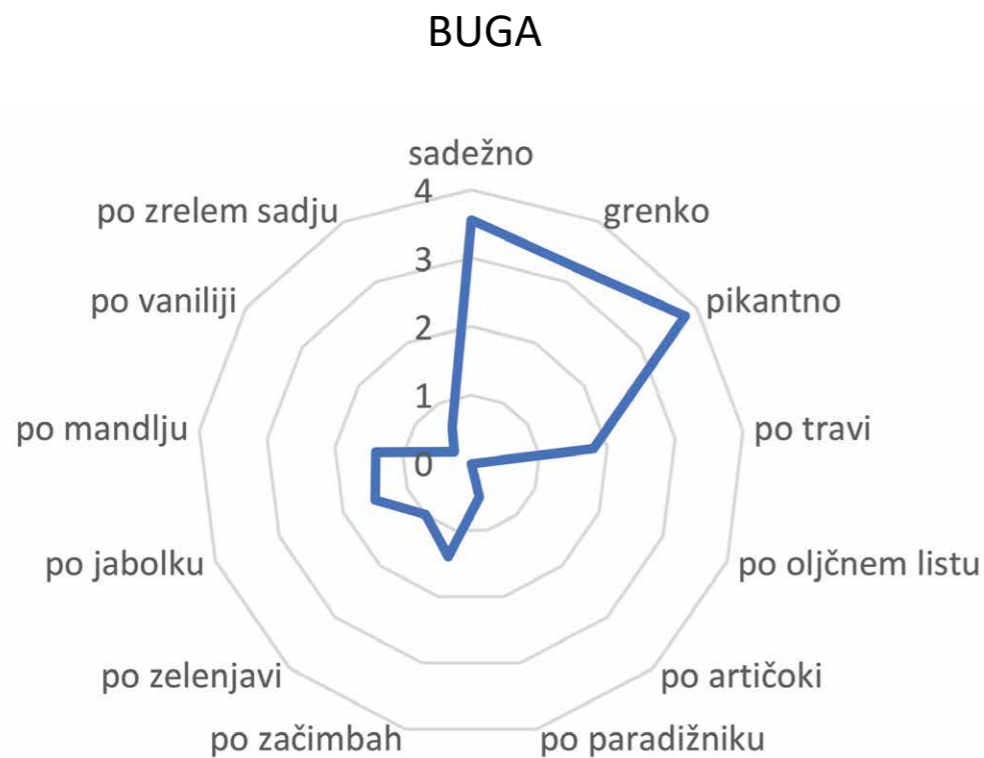 BUGA
sadežno
grenko
pikantno
po travi
po oljčnem listu
po artičoki
po paradižniku
po začimbah
po zelenjavi
po jabolku
po mandlju
po vaniliji
po zrelem sadju
4
3
2
1
0